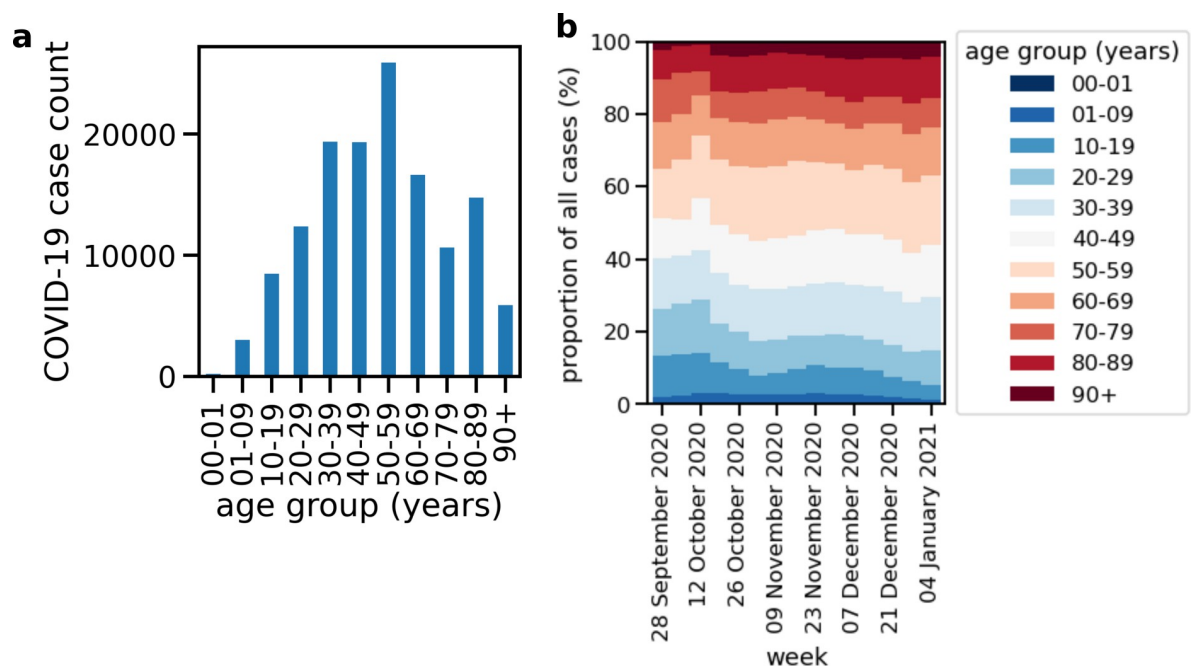 a
COVID-19 case count
20000
10000
0
00-01
01-09
10-19
20-29
30-39
40-49
50-59
60-69
70-79
80-89
90+
age group (years)
b
proportion of all cases (%)
100
80
60
40
20
0
28 September 2020
12 October 2020
26 October 2020
09 November 2020
23 November 2020
07 December 2020
21 December 2020
04 January 2021
week
age group (years)
00-01
01-09
10-19
20-29
30-39
40-49
50-59
60-69
70-79
80-89
90+